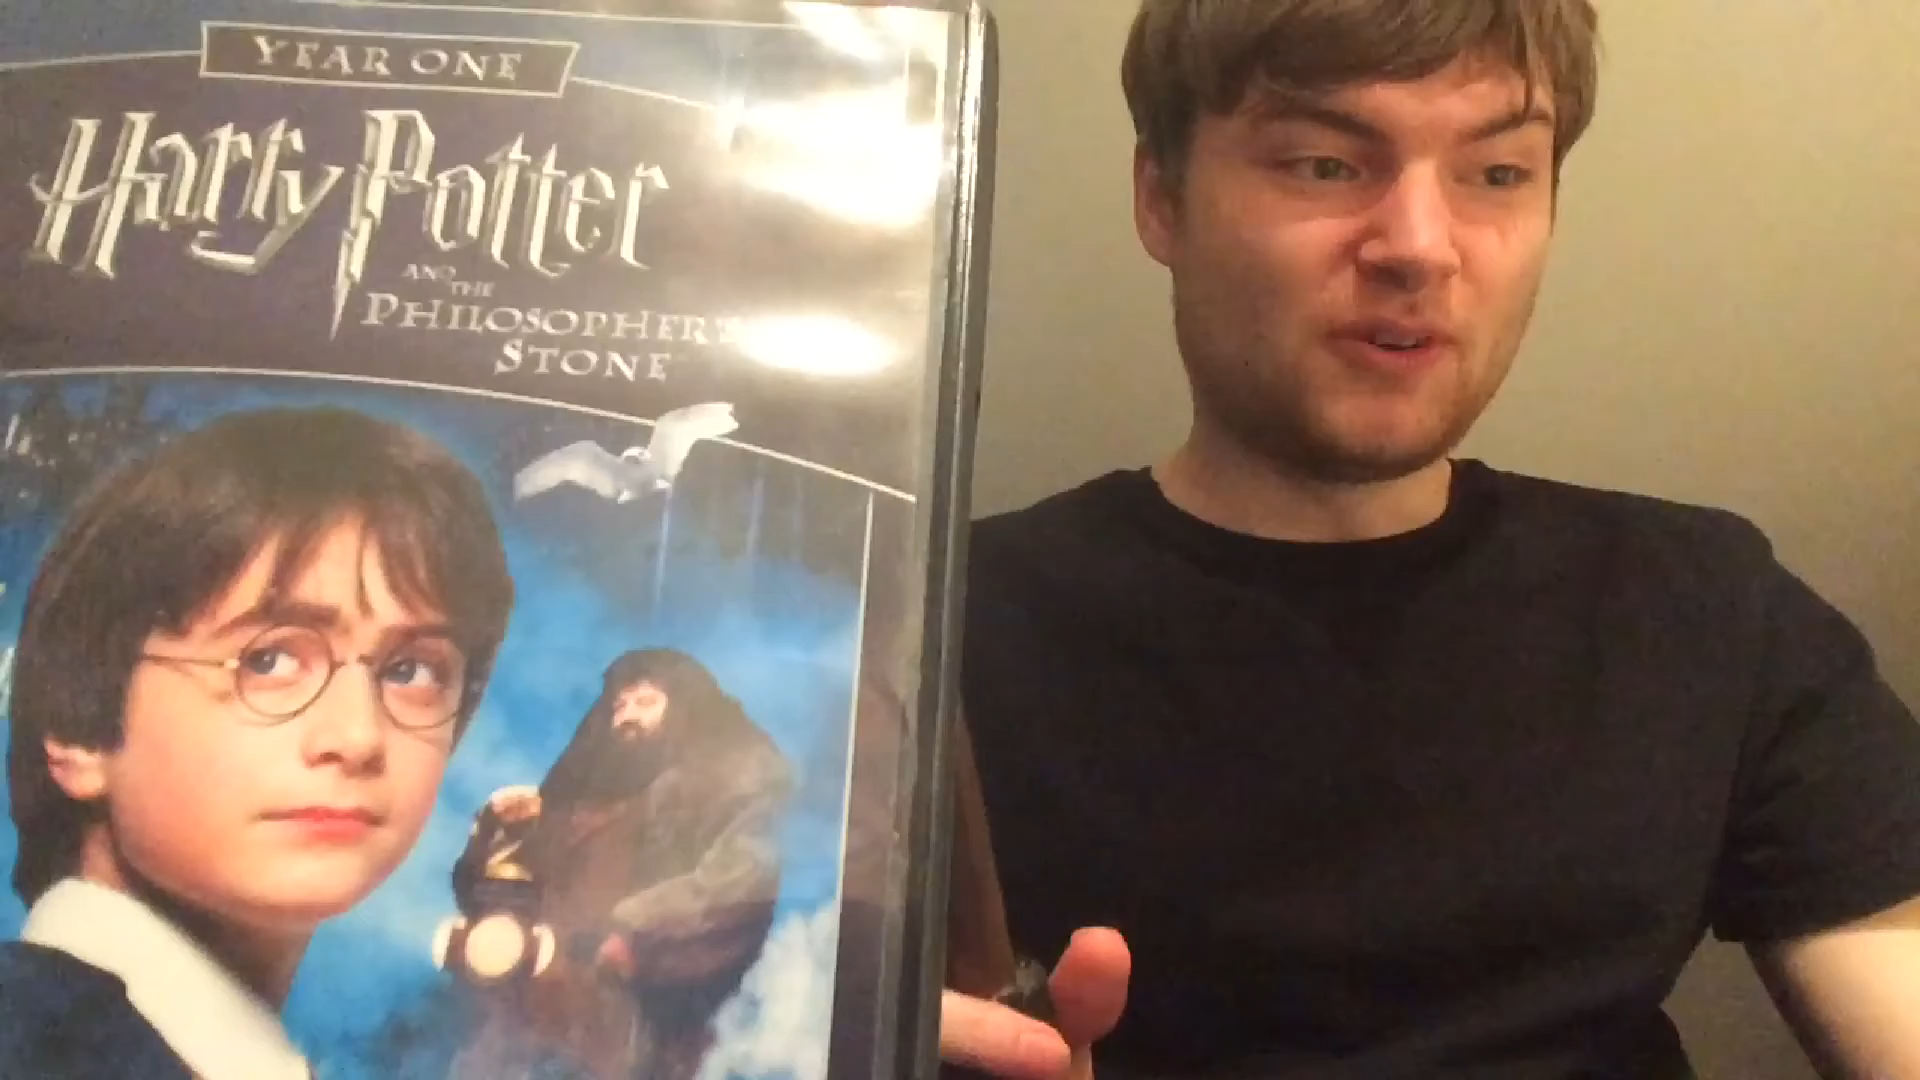 YEAR ONE
Harry Potter
AND THE
PHILOSOPHER'S
STONE